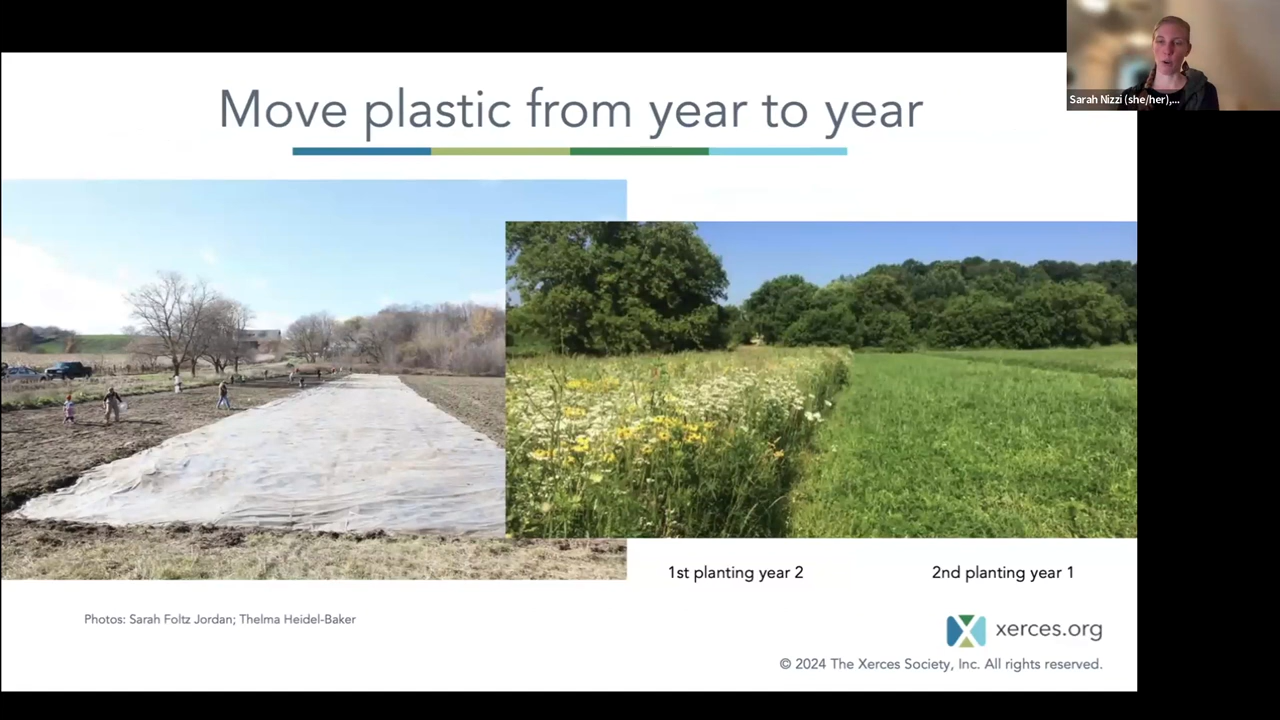 Move plastic from year to year
Sarah Nizzi (she/her),...
1st planting year 2
2nd planting year 1
Photos: Sarah Foltz Jordan; Thelma Heidel-Baker
xerces.org
© 2024 The Xerces Society, Inc. All rights reserved.